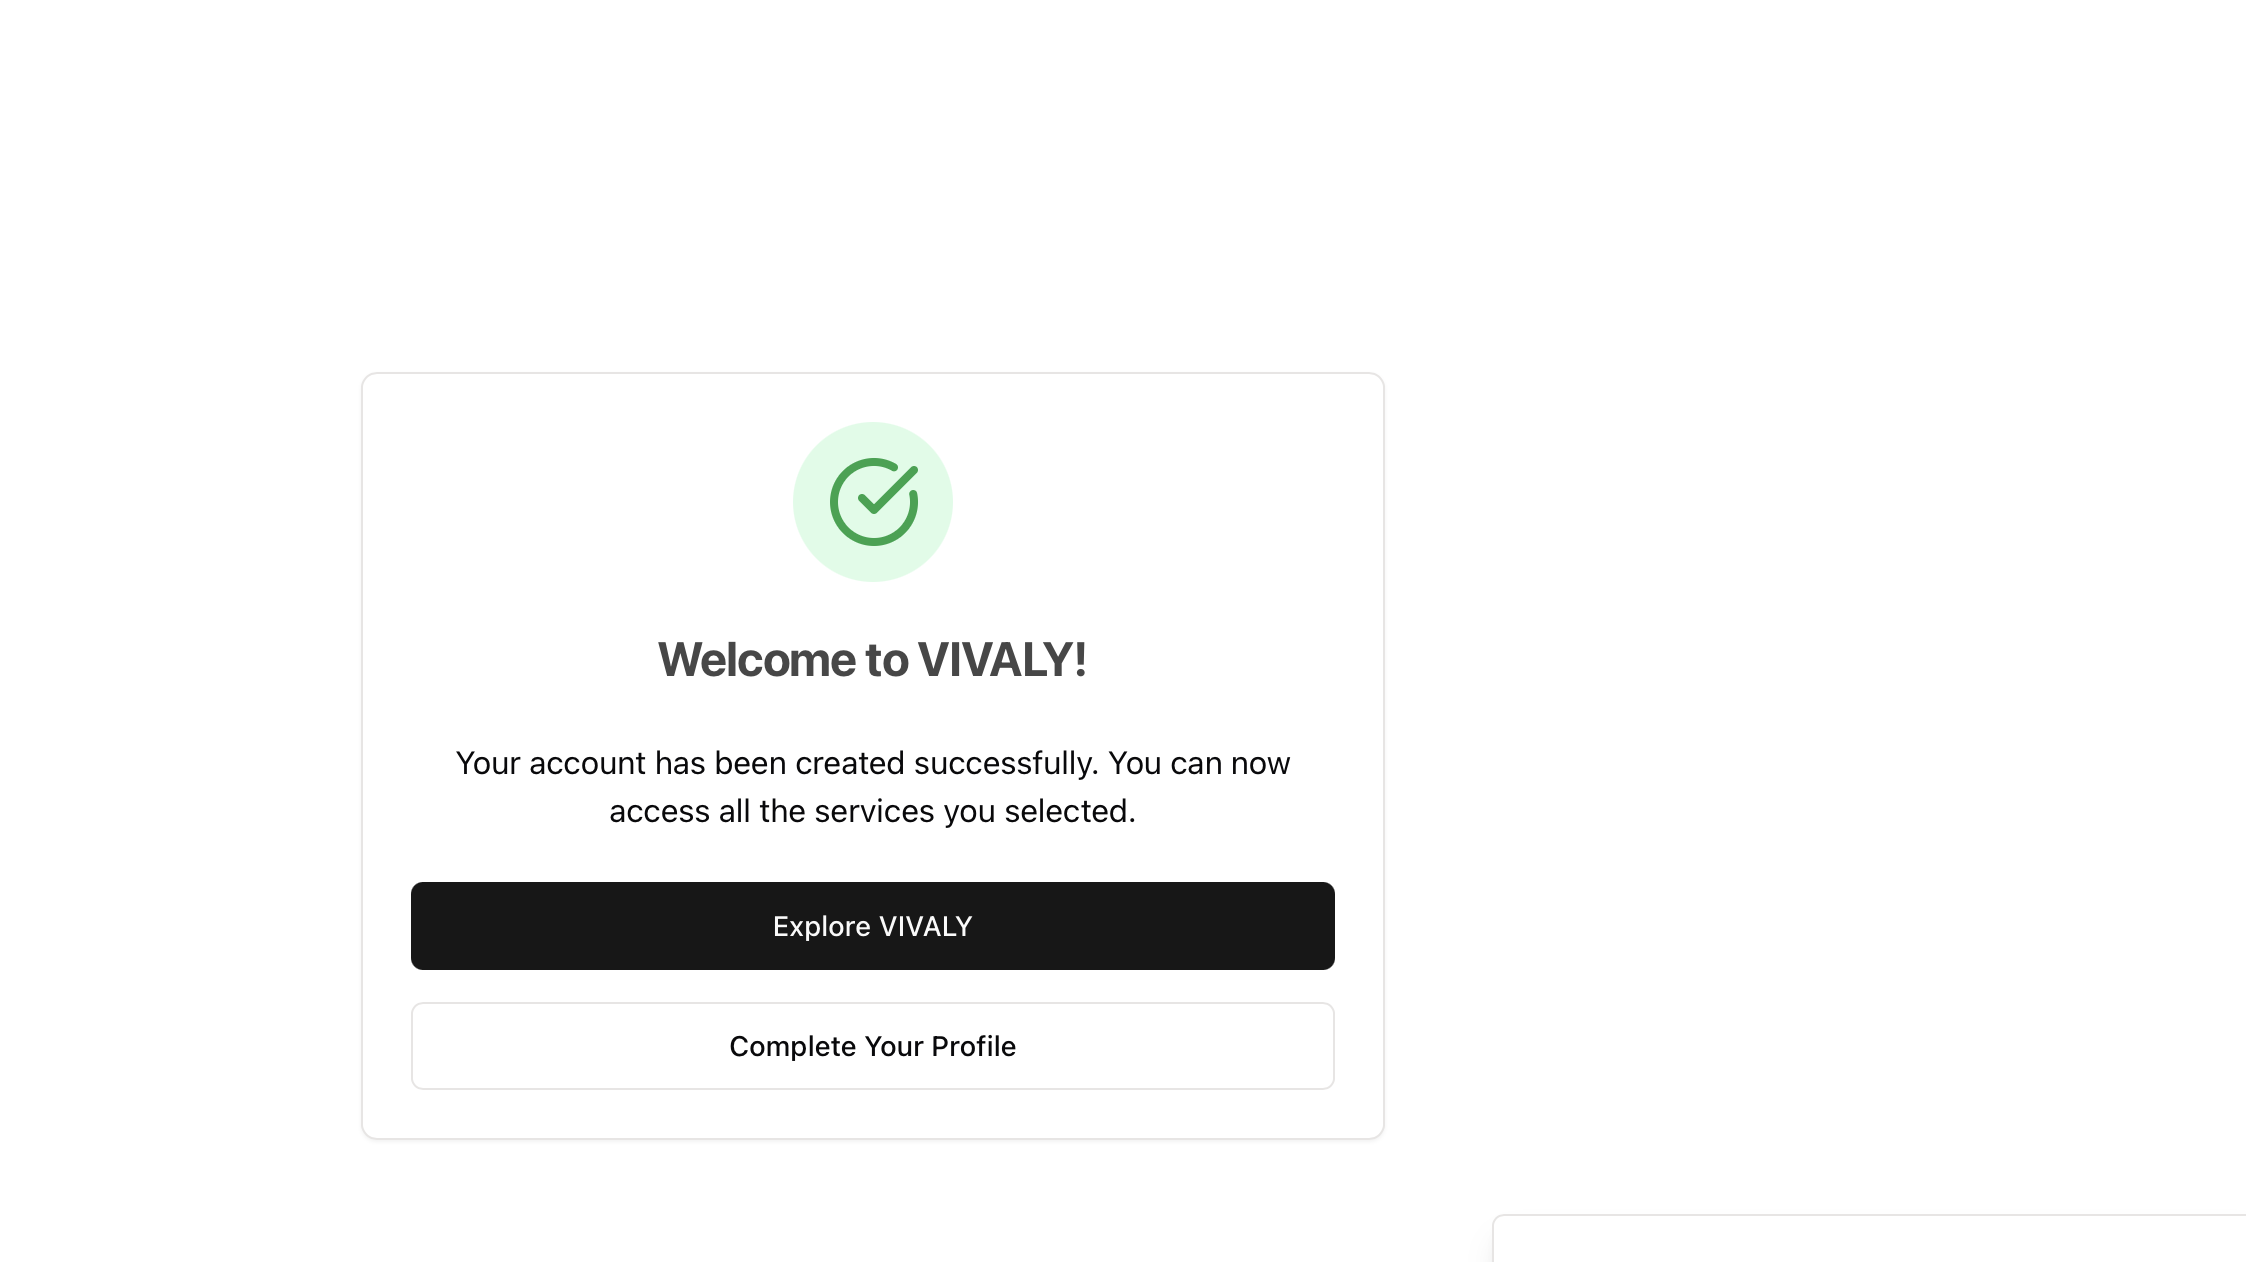 Welcome to VIVALY!
Your account has been created successfully. You can now
access all the services you selected.
Explore VIVALY
Complete Your Profile